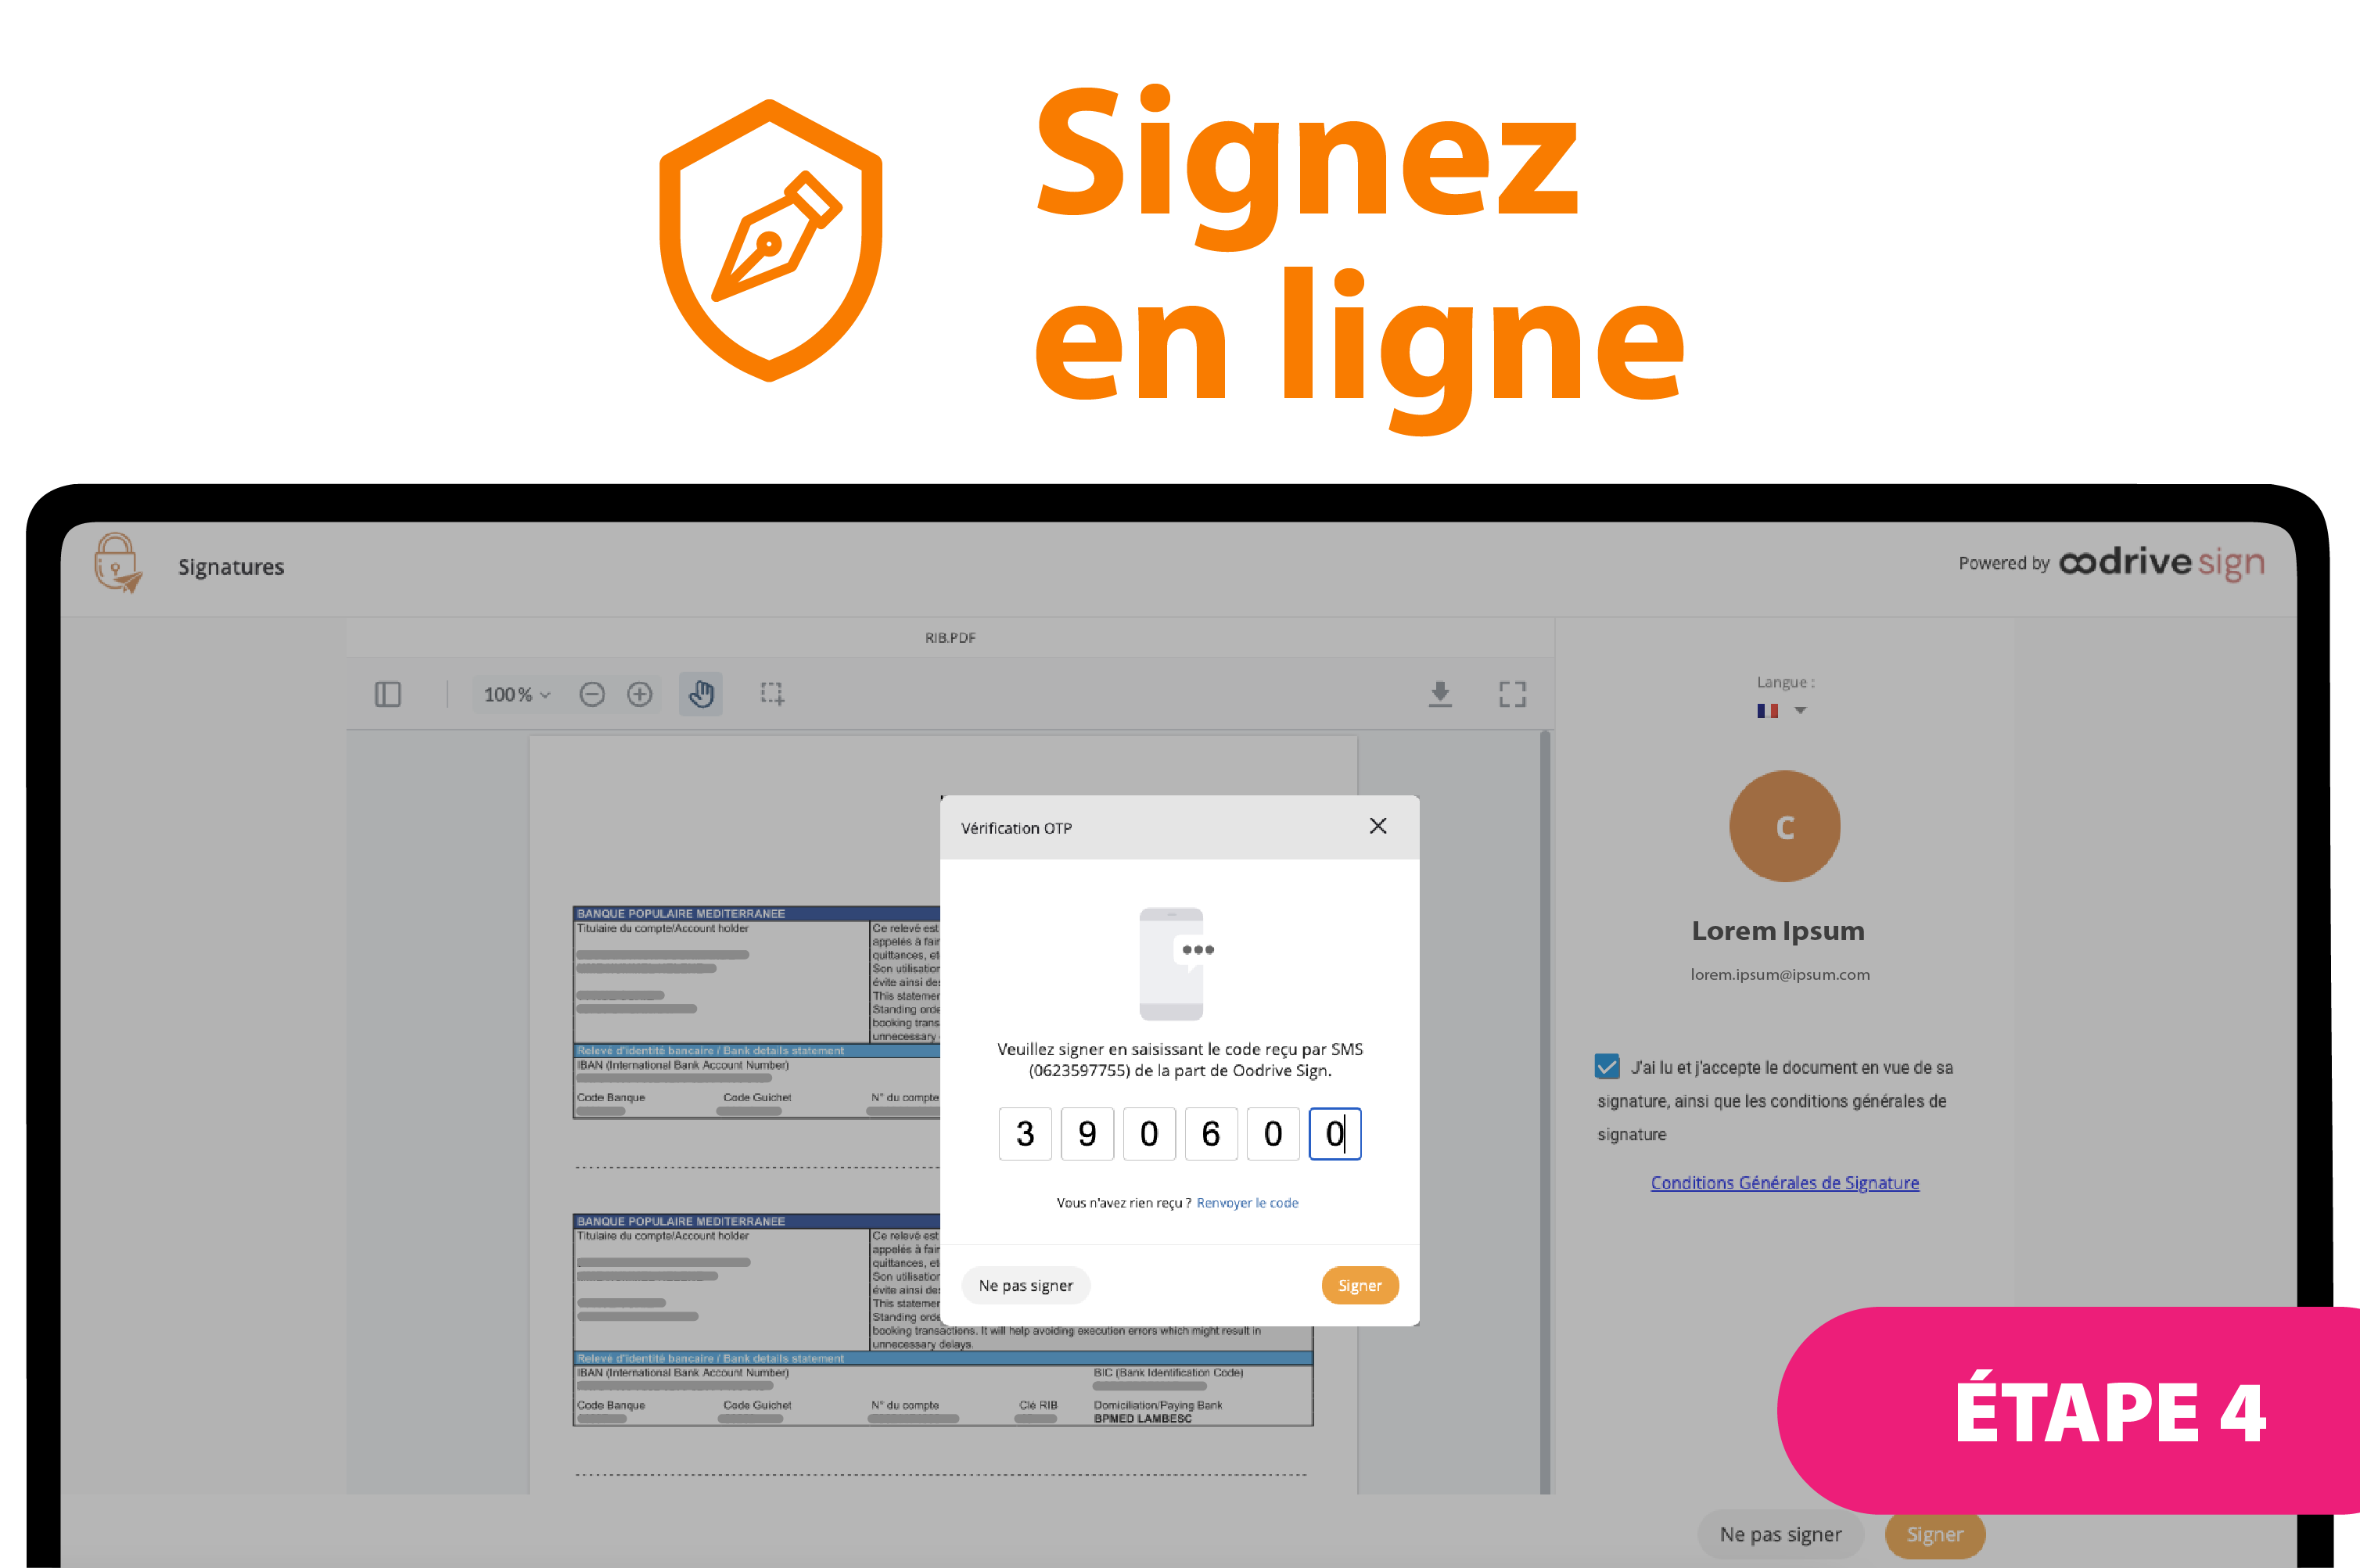 Signez
en ligne
Signatures
Powered by oodrive sign
RIB.PDF
100%
Langue :
C
Lorem Ipsum
lorem.ipsum@ipsum.com
J'ai lu et j'accepte le document en vue de sa
signature, ainsi que les conditions générales de
signature
Conditions Générales de Signature
Ne pas signer
Signer
BANQUE POPULAIRE MEDITERRANEE
Titulaire du compte/Account holder
Ce relevé est
appelés à fair
quittances, et
Son utilisation
évite ainsi des
This statemen
Standing orde
booking trans
unnecessary
Relevé d'identité bancaire / Bank details statement
IBAN (International Bank Account Number)
Code Banque
Code Guichet
N° du compte
Vérification OTP
Veuillez signer en saisissant le code reçu par SMS
(0623597755) de la part de Oodrive Sign.
3 9 0 6 0 0
Vous n'avez rien reçu ? Renvoyer le code
Ne pas signer
Signer
BANQUE POPULAIRE MEDITERRANEE
Titulaire du compte/Account holder
Ce relevé est
appelés à fair
quittances, et
Son utilisation
évite ainsi des
This statemen
Standing orde
booking transactions. It will help avoiding execution errors which might result in
unnecessary delays.
Relevé d'identité bancaire / Bank details statement
IBAN (International Bank Account Number)
BIC (Bank Identification Code)
Code Banque
Code Guichet
N° du compte
Clé RIB
Domiciliation/Paying Bank
BPMED LAMBESC
ÉTAPE 4